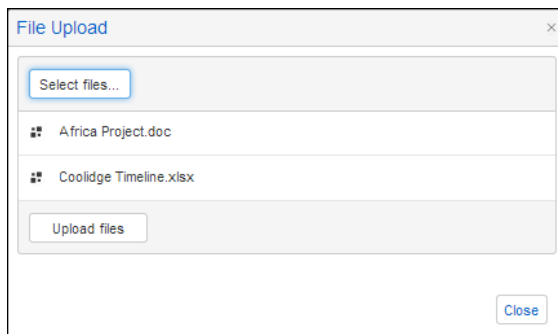 File Upload
Select files...
Africa Project.doc
Coolidge Timeline.xlsx
Upload files
Close